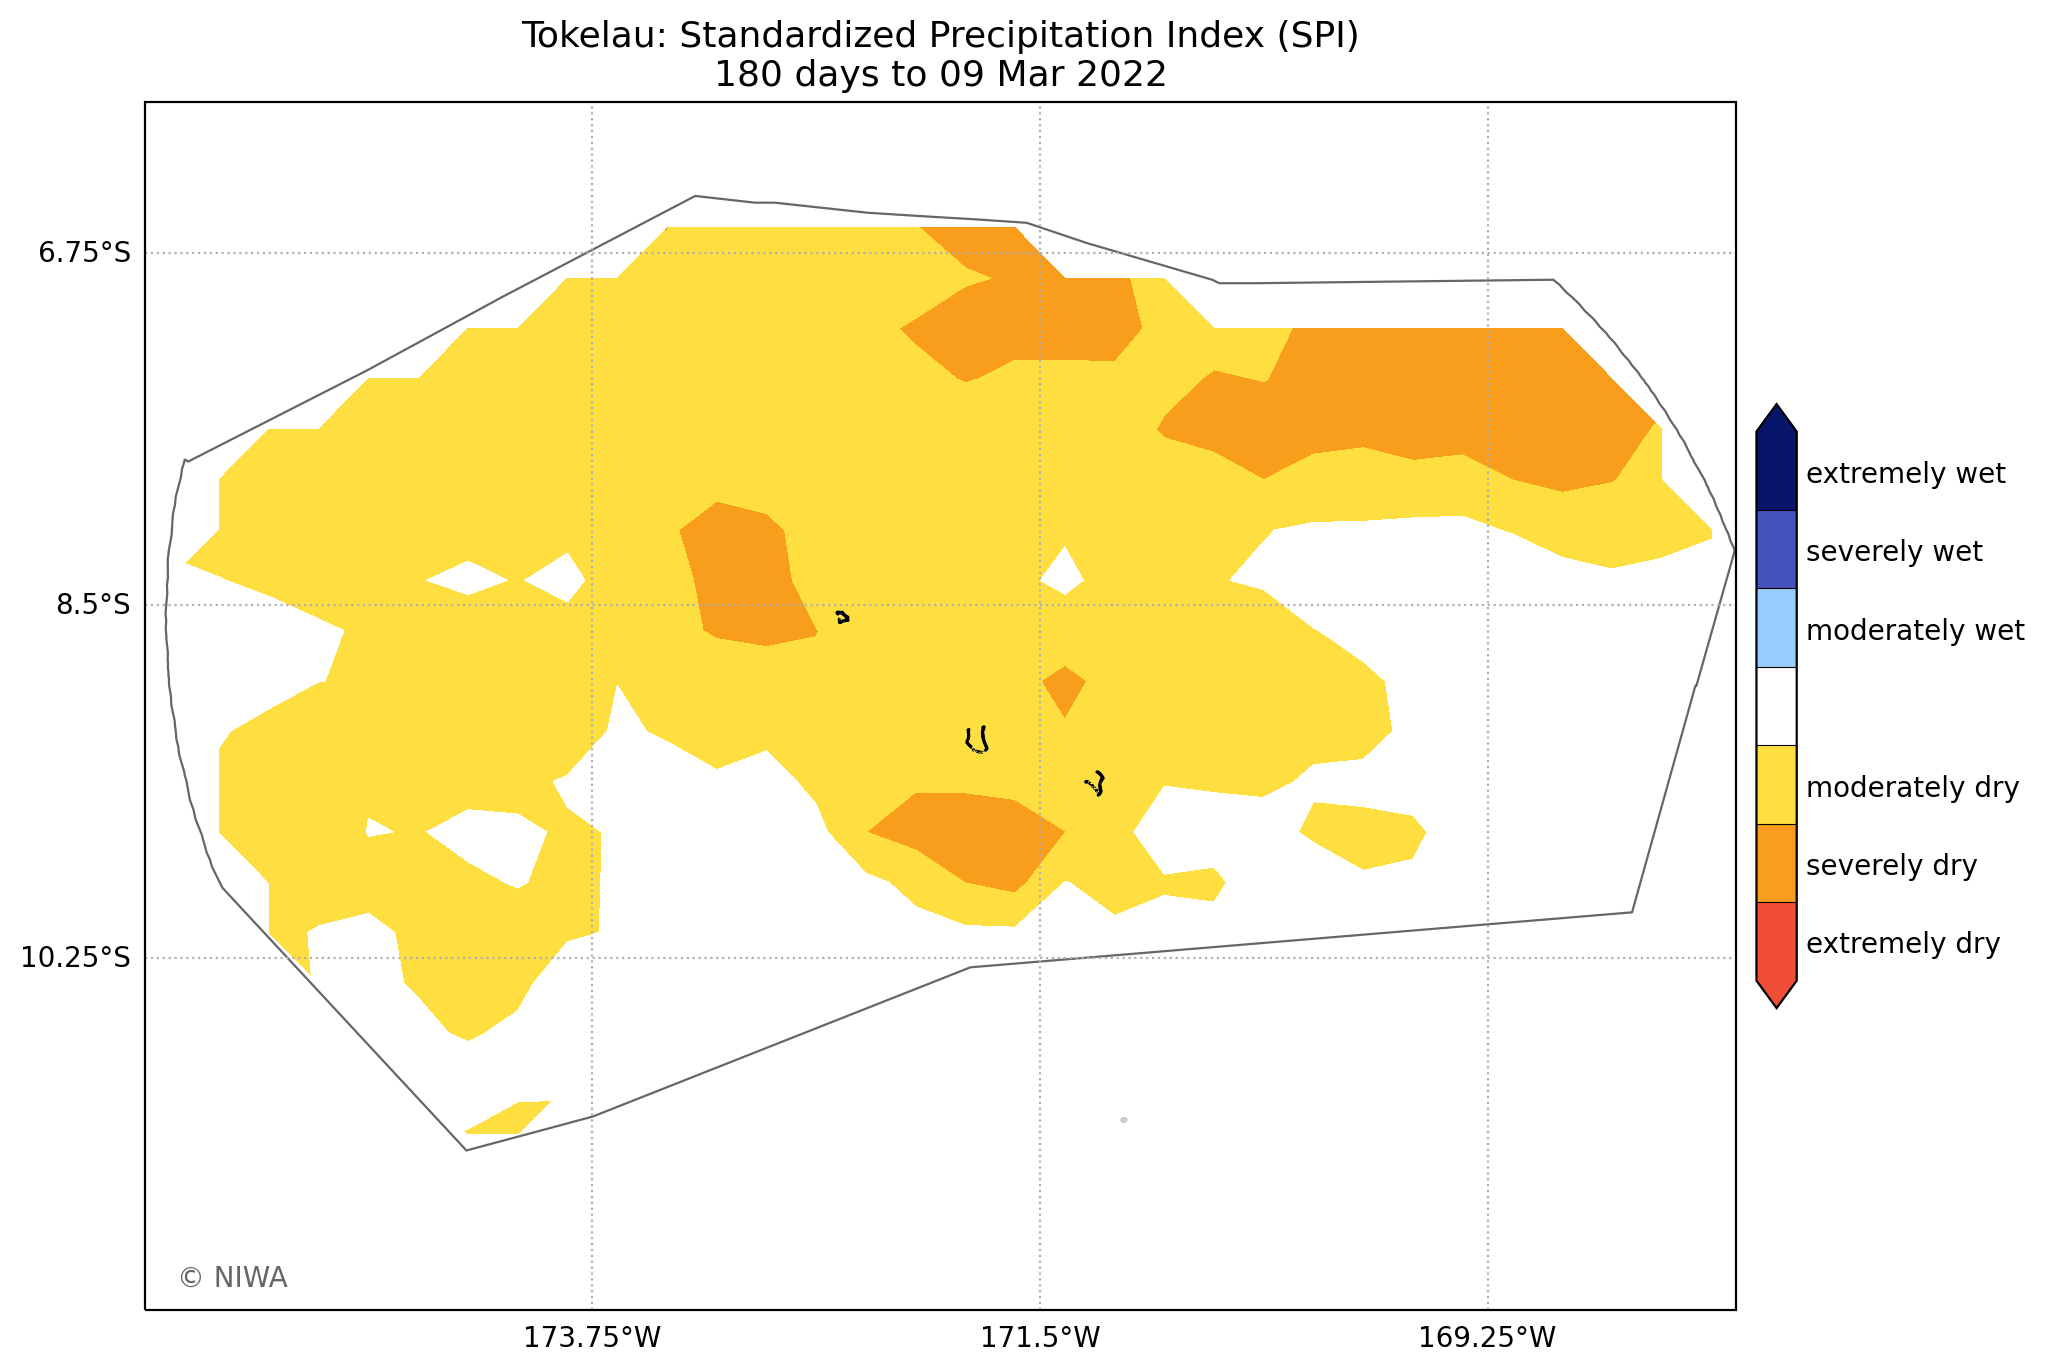 Tokelau: Standardized Precipitation Index (SPI)
180 days to 09 Mar 2022
6.75°S
8.5°S
10.25°S
173.75°W
171.5°W
169.25°W
extremely wet
severely wet
moderately wet
moderately dry
severely dry
extremely dry
© NIWA